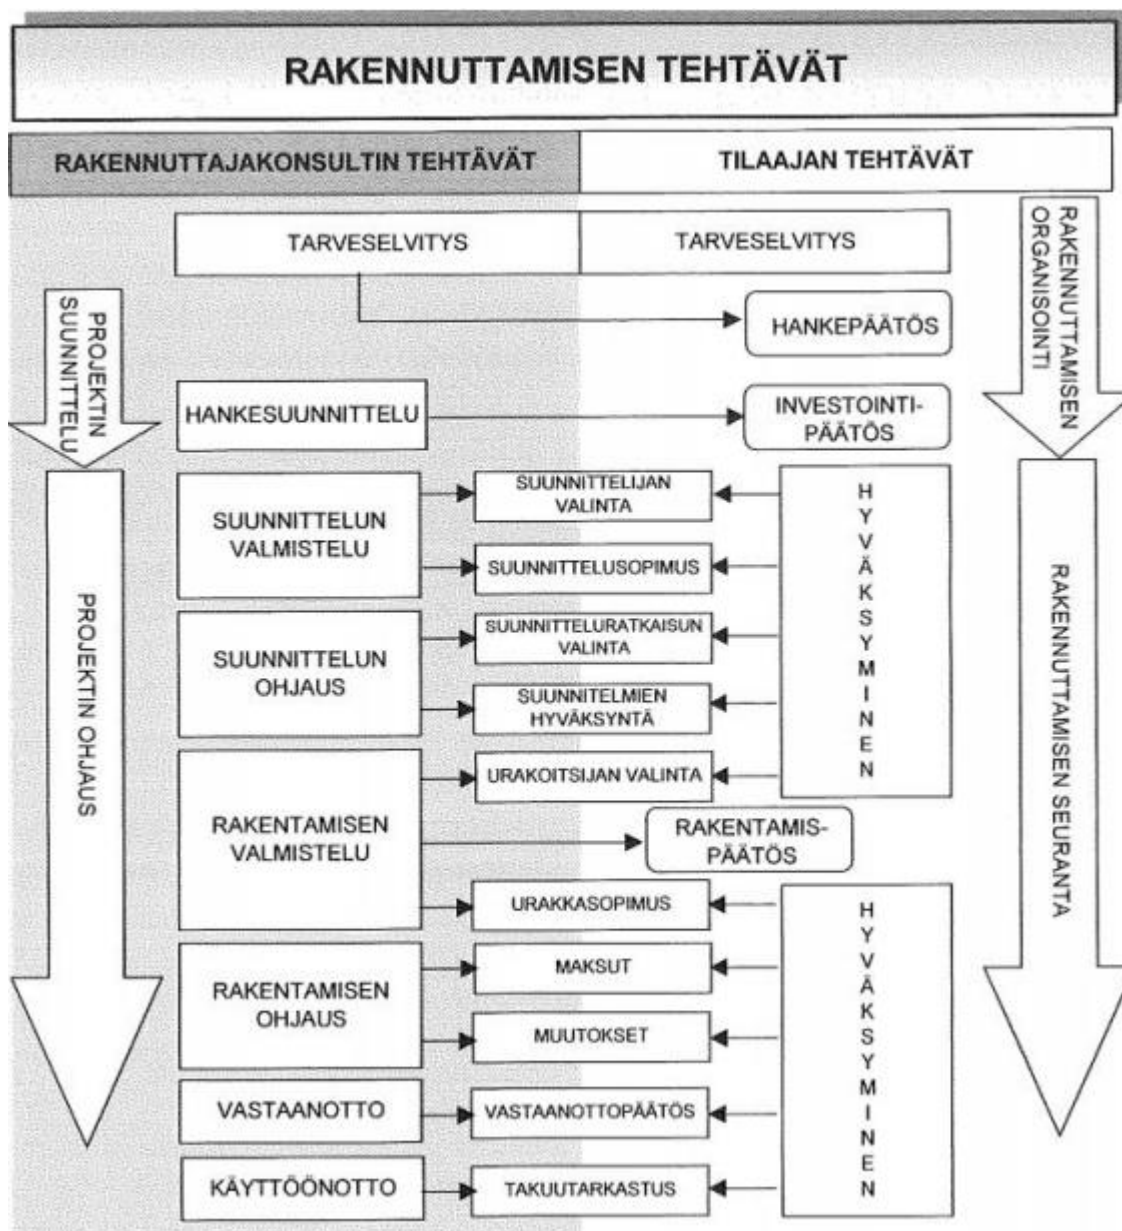 RAKENNUTTAMISEN TEHTÄVÄT
RAKENNUTTAJAKONSULTIN TEHTÄVÄT
TILAAJAN TEHTÄVÄT
TARVESELVITYS
TARVESELVITYS
RAKENNUTTAMISEN
ORGANISOINTI
PROJEKTIN
SUUNNITTELU
HANKEPÄÄTÖS
HANKESUUNNITTELU
INVESTOINTI-
PÄÄTÖS
PROJEKTIN OHJAUS
SUUNNITTELUN
VALMISTELU
SUUNNITTELIJAN
VALINTA
SUUNNITTELUSOPIMUS
HYVÄKSYMINEN
RAKENNUTTAMISEN SEURANTA
SUUNNITTELUN
OHJAUS
SUUNNITTELURATKAISUN
VALINTA
SUUNNITELMIEN
HYVÄKSYNTÄ
RAKENTAMISEN
VALMISTELU
URAKOITSIJAN VALINTA
RAKENTAMIS-
PÄÄTÖS
URAKKASOPIMUS
HYVÄKSYMINEN
RAKENTAMISEN
OHJAUS
MAKSUT
MUUTOKSET
VASTAANOTTO
VASTAANOTTOPÄÄTÖS
KÄYTTÖÖNOTTO
TAKUUTARKASTUS